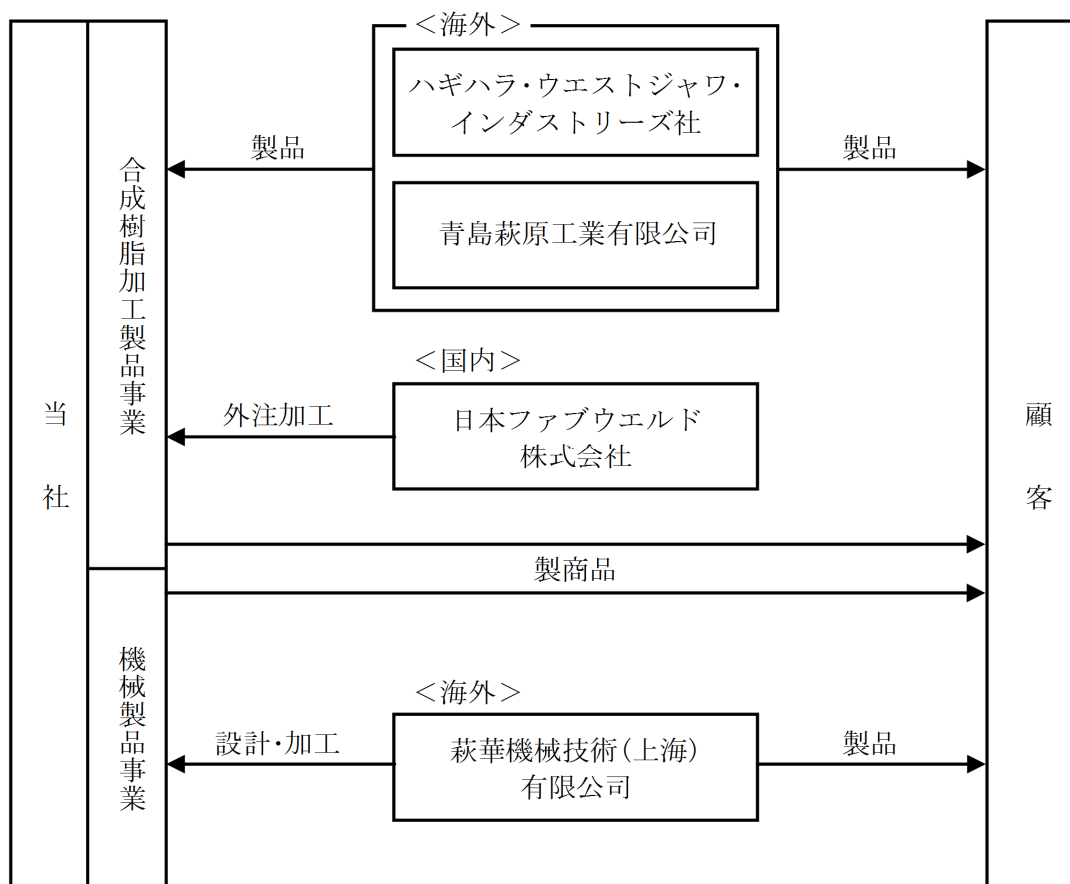 ＜海外＞
ハギハラ・ウエストジャワ・
インダストリーズ社
製品
製品
青島萩原工業有限公司
合成樹脂加工製品事業
＜国内＞
日本ファブウエルド
株式会社
外注加工
当社
顧客
製商品
機械製品事業
＜海外＞
萩華機械技術(上海)
有限公司
設計・加工
製品